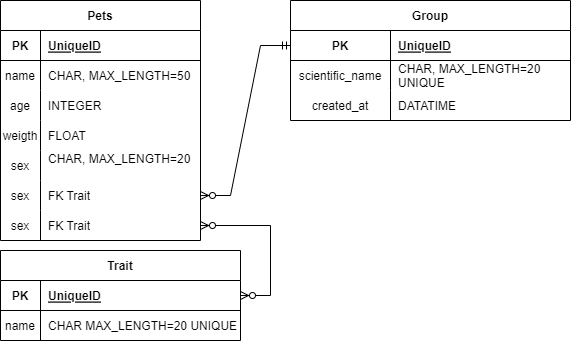 Pets
PK UniqueID
name CHAR, MAX_LENGTH=50
age INTEGER
weigth FLOAT
sex CHAR, MAX_LENGTH=20
sex FK Trait
sex FK Trait
Group
PK UniqueID
scientific_name CHAR, MAX_LENGTH=20
UNIQUE
created_at DATATIME
Trait
PK UniqueID
name CHAR MAX_LENGTH=20 UNIQUE